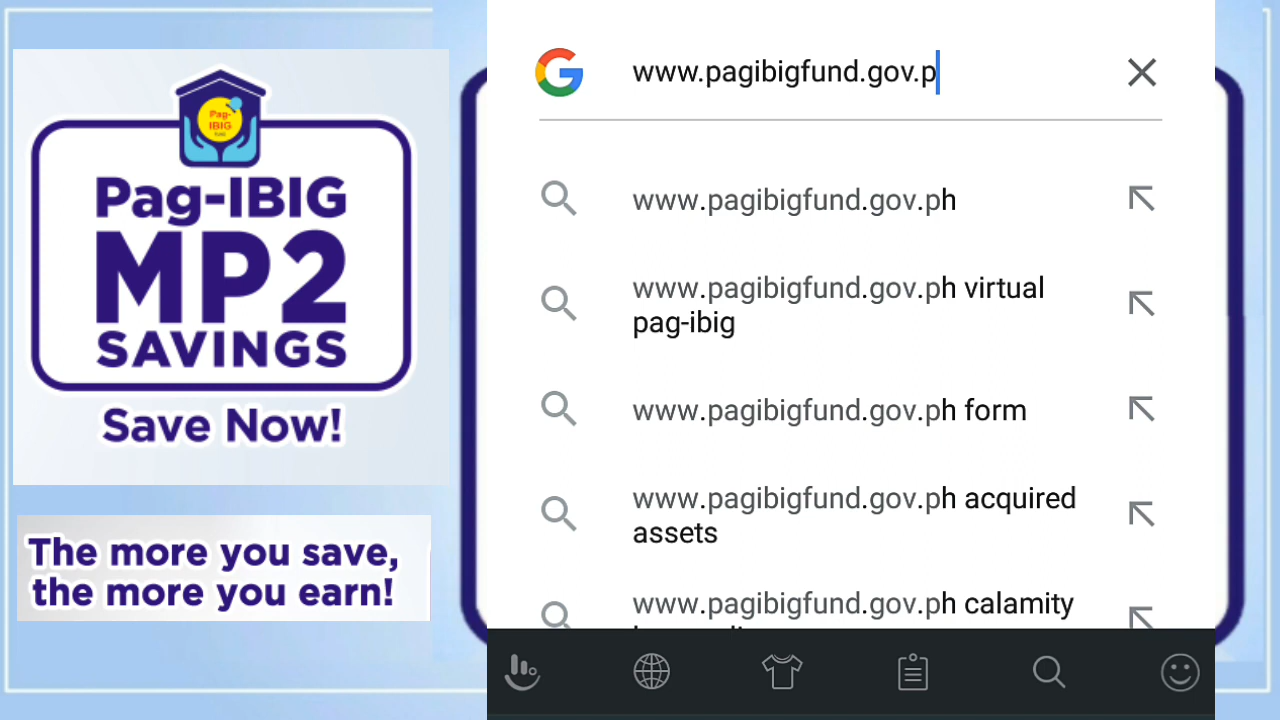 Pag-
IBIG
FUND
Pag-IBIG
MP2
SAVINGS
Save Now!
The more you save,
the more you earn!
www.pagibigfund.gov.p
www.pagibigfund.gov.ph
www.pagibigfund.gov.ph virtual
pag-ibig
www.pagibigfund.gov.ph form
www.pagibigfund.gov.ph acquired
assets
www.pagibigfund.gov.ph calamity